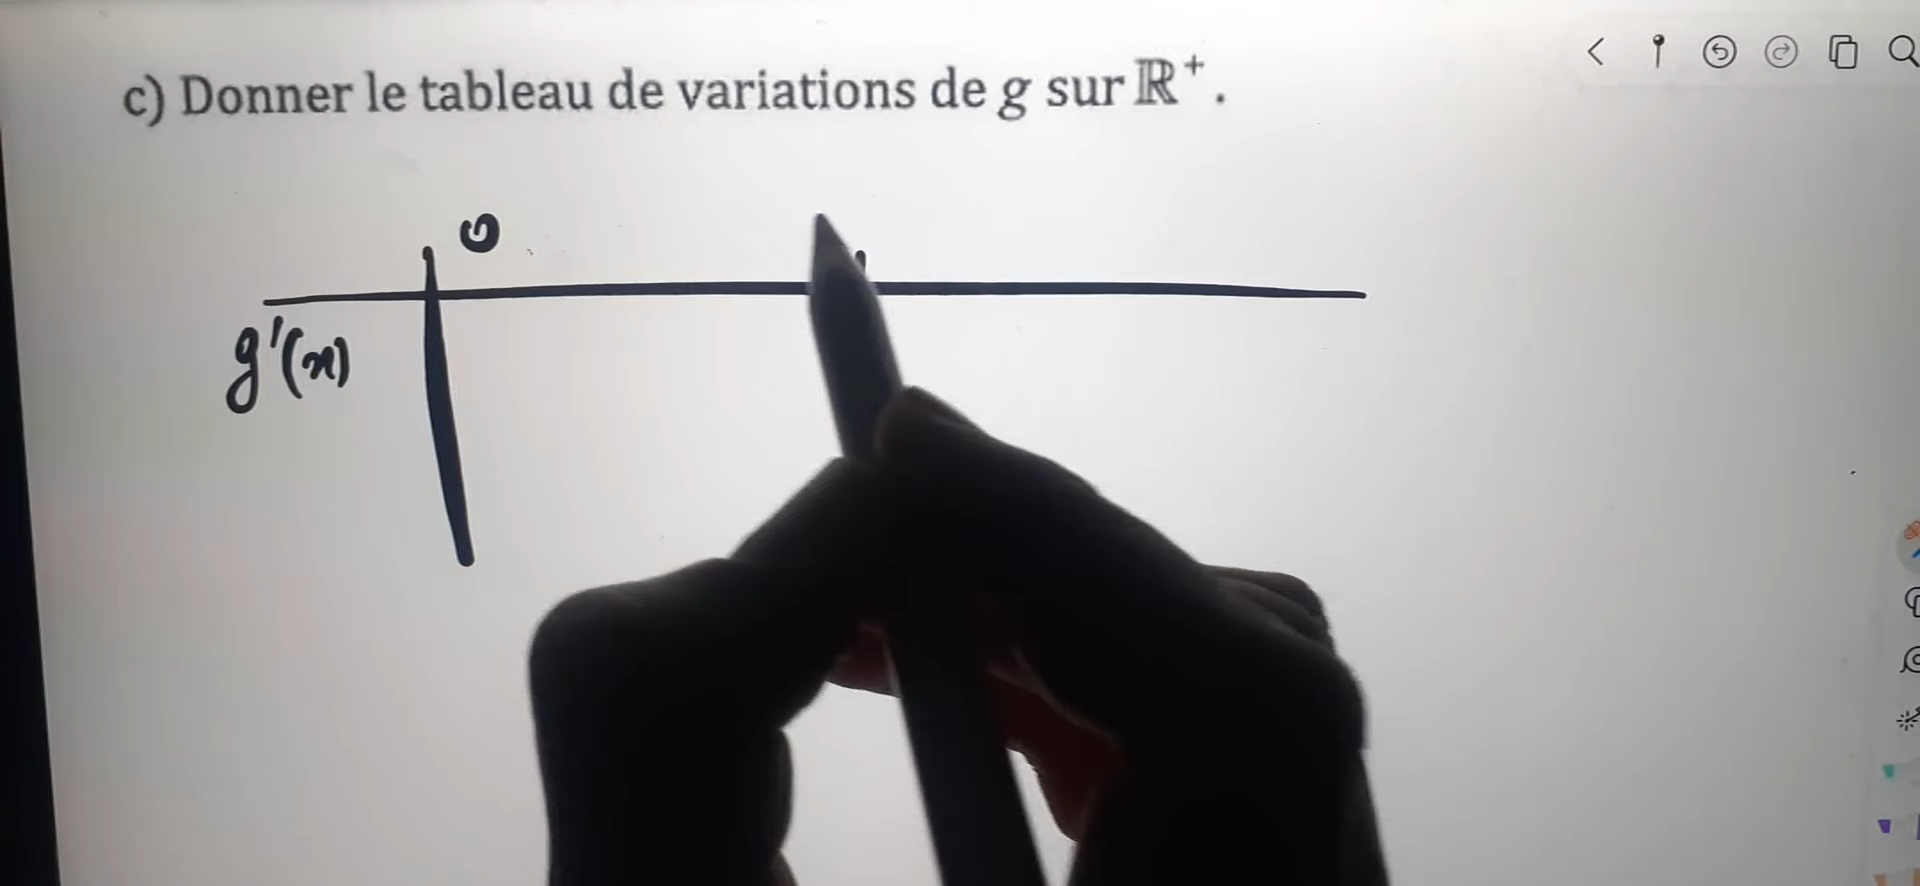 c) Donner le tableau de variations de g sur ℝ⁺.
0
g'(x)